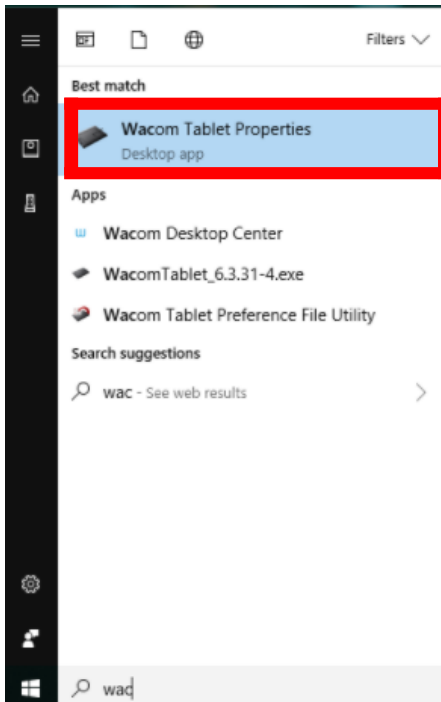 Filters
Best match
Wacom Tablet Properties
Desktop app
Apps
Wacom Desktop Center
WacomTablet_6.3.31-4.exe
Wacom Tablet Preference File Utility
Search suggestions
wac - See web results
wac